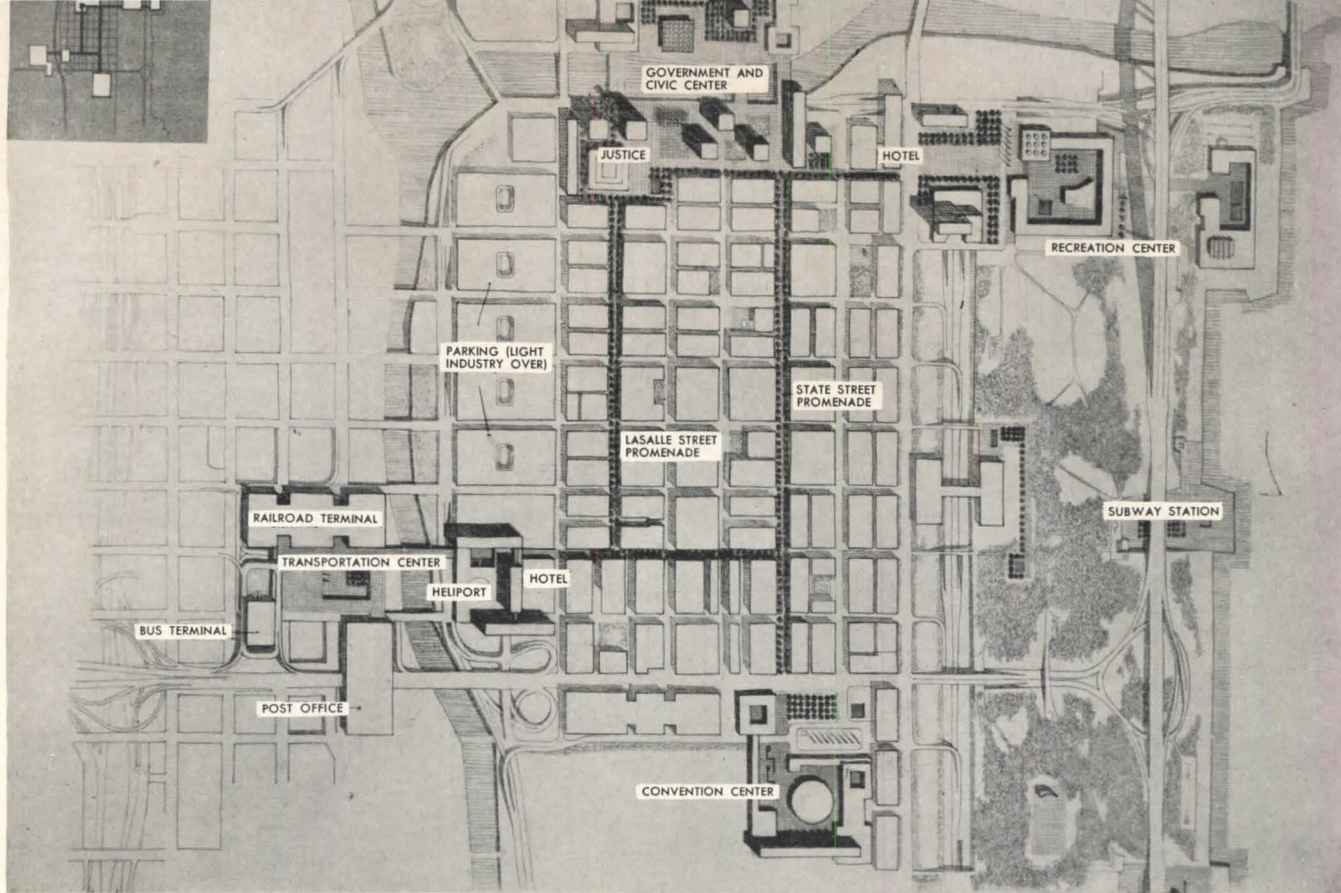 GOVERNMENT AND
CIVIC CENTER
JUSTICE
HOTEL
RECREATION CENTER
PARKING (LIGHT
INDUSTRY OVER)
STATE STREET
PROMENADE
LASALLE STREET
PROMENADE
RAILROAD TERMINAL
SUBWAY STATION
TRANSPORTATION CENTER
HOTEL
HELIPORT
BUS TERMINAL
POST OFFICE
CONVENTION CENTER